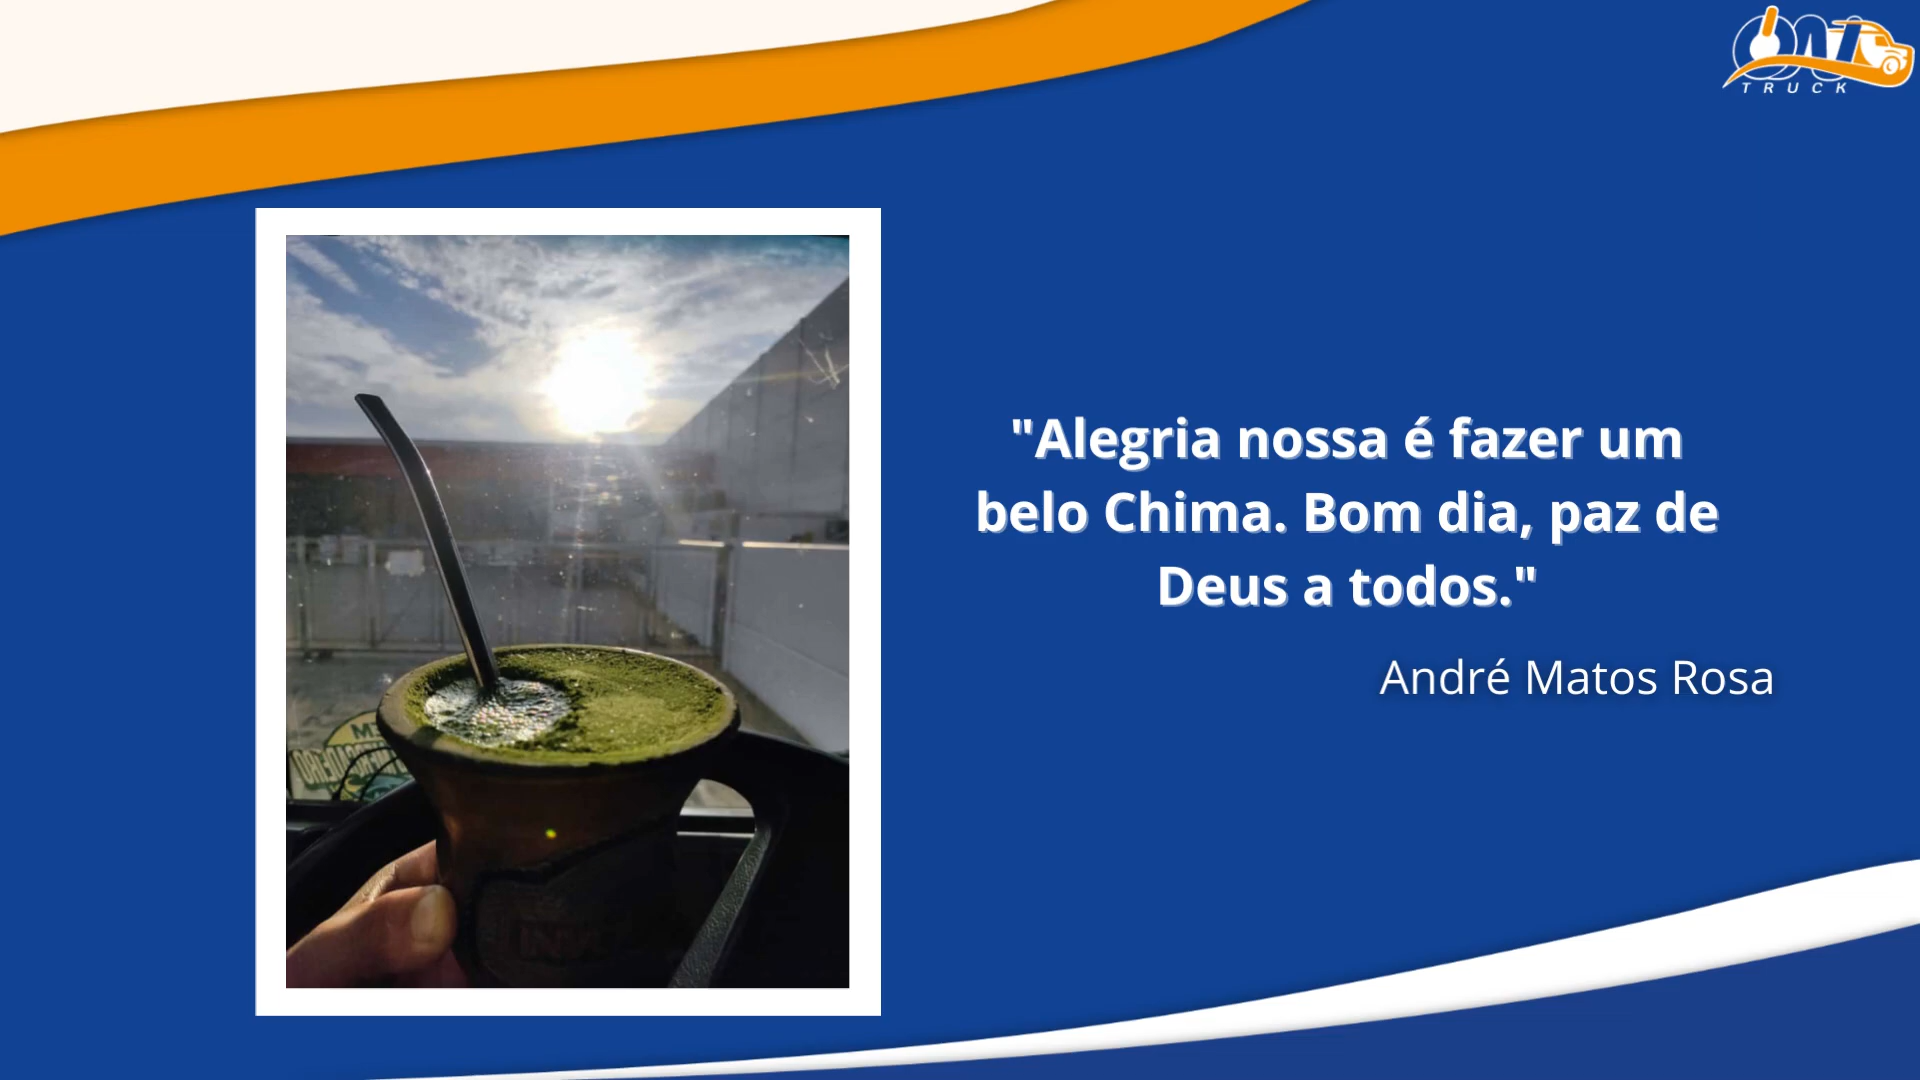 TRUCK
"Alegria nossa é fazer um
belo Chima. Bom dia, paz de
Deus a todos."
André Matos Rosa